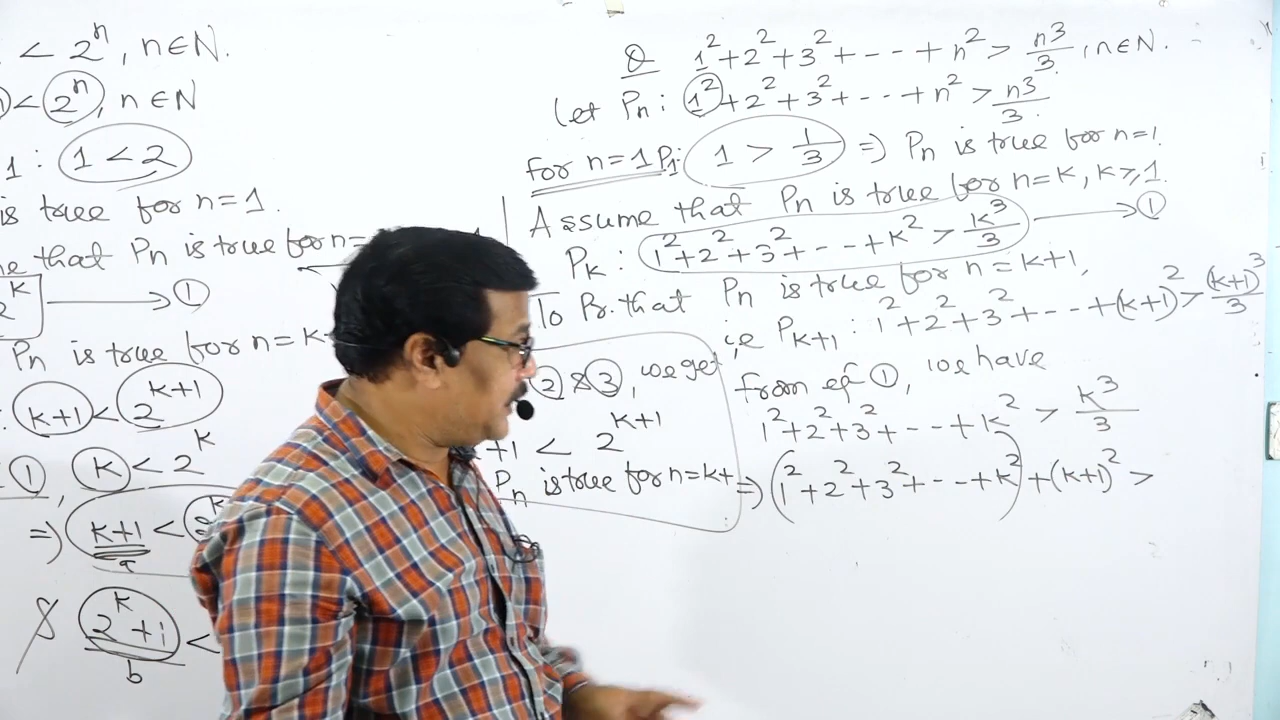 < 2ⁿ, n∈N.
< 2ⁿ, n∈N
1 : 1 < 2
is true for n=1.
that Pn is true for n=
2^K → ①
Pn is true for n=K+
K+1 < 2^{K+1}
①, K < 2^K
⇒) K+1 < 2^K
a
& 2^K+1 <
b
② & ③, we get
+1 < 2^{K+1}
Pn is true for n=K+
Q 1²+2²+3²+---+n² > n³/3, n∈N.
Let Pn : 1²+2²+3²+---+n² > n³/3.
for n=1 P1: 1 > 1/3 ⇒ Pn is true for n=1.
Assume that Pn is true for n=K, K≥1.
PK : 1²+2²+3²+---+K² > K³/3 → ①
To Pr. that Pn is true for n=K+1,
i.e P_{K+1} : 1²+2²+3²+---+(K+1)² > (K+1)³/3
from eq ①, we have
1²+2²+3²+---+K² > K³/3
⇒) (1²+2²+3²+---+K²)+(K+1)² >